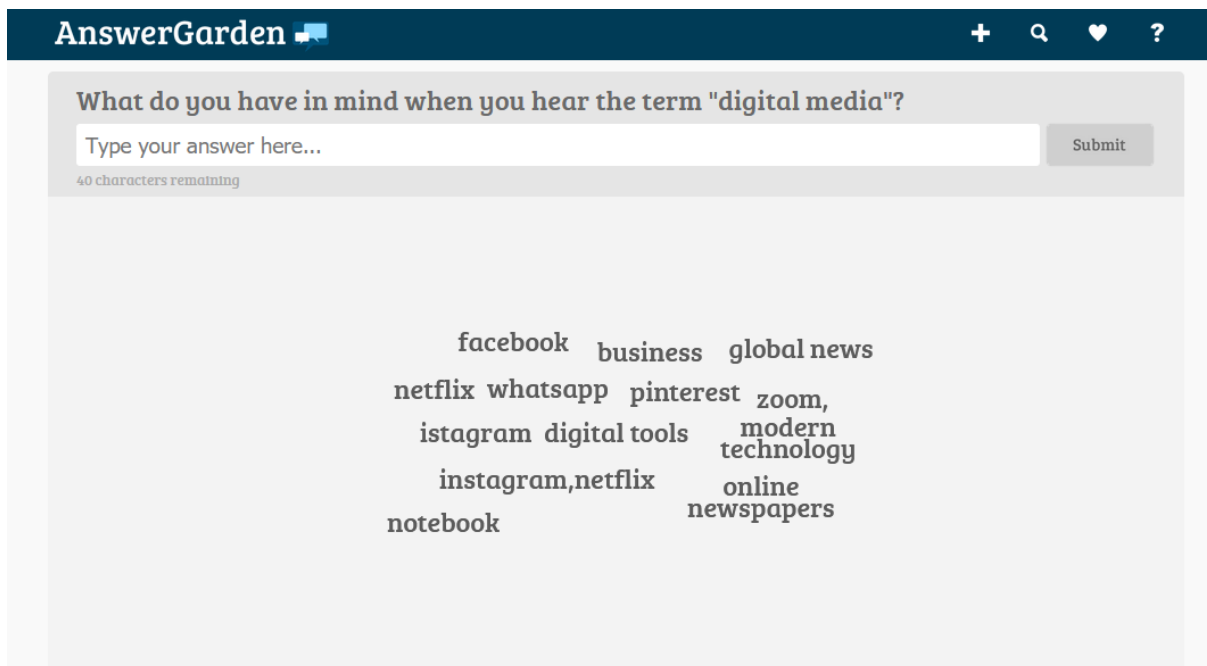 AnswerGarden
What do you have in mind when you hear the term "digital media"?
Type your answer here...
Submit
40 characters remaining
facebook business global news
netflix whatsapp pinterest zoom,
istagram digital tools modern
technology
instagram,netflix online
newspapers
notebook